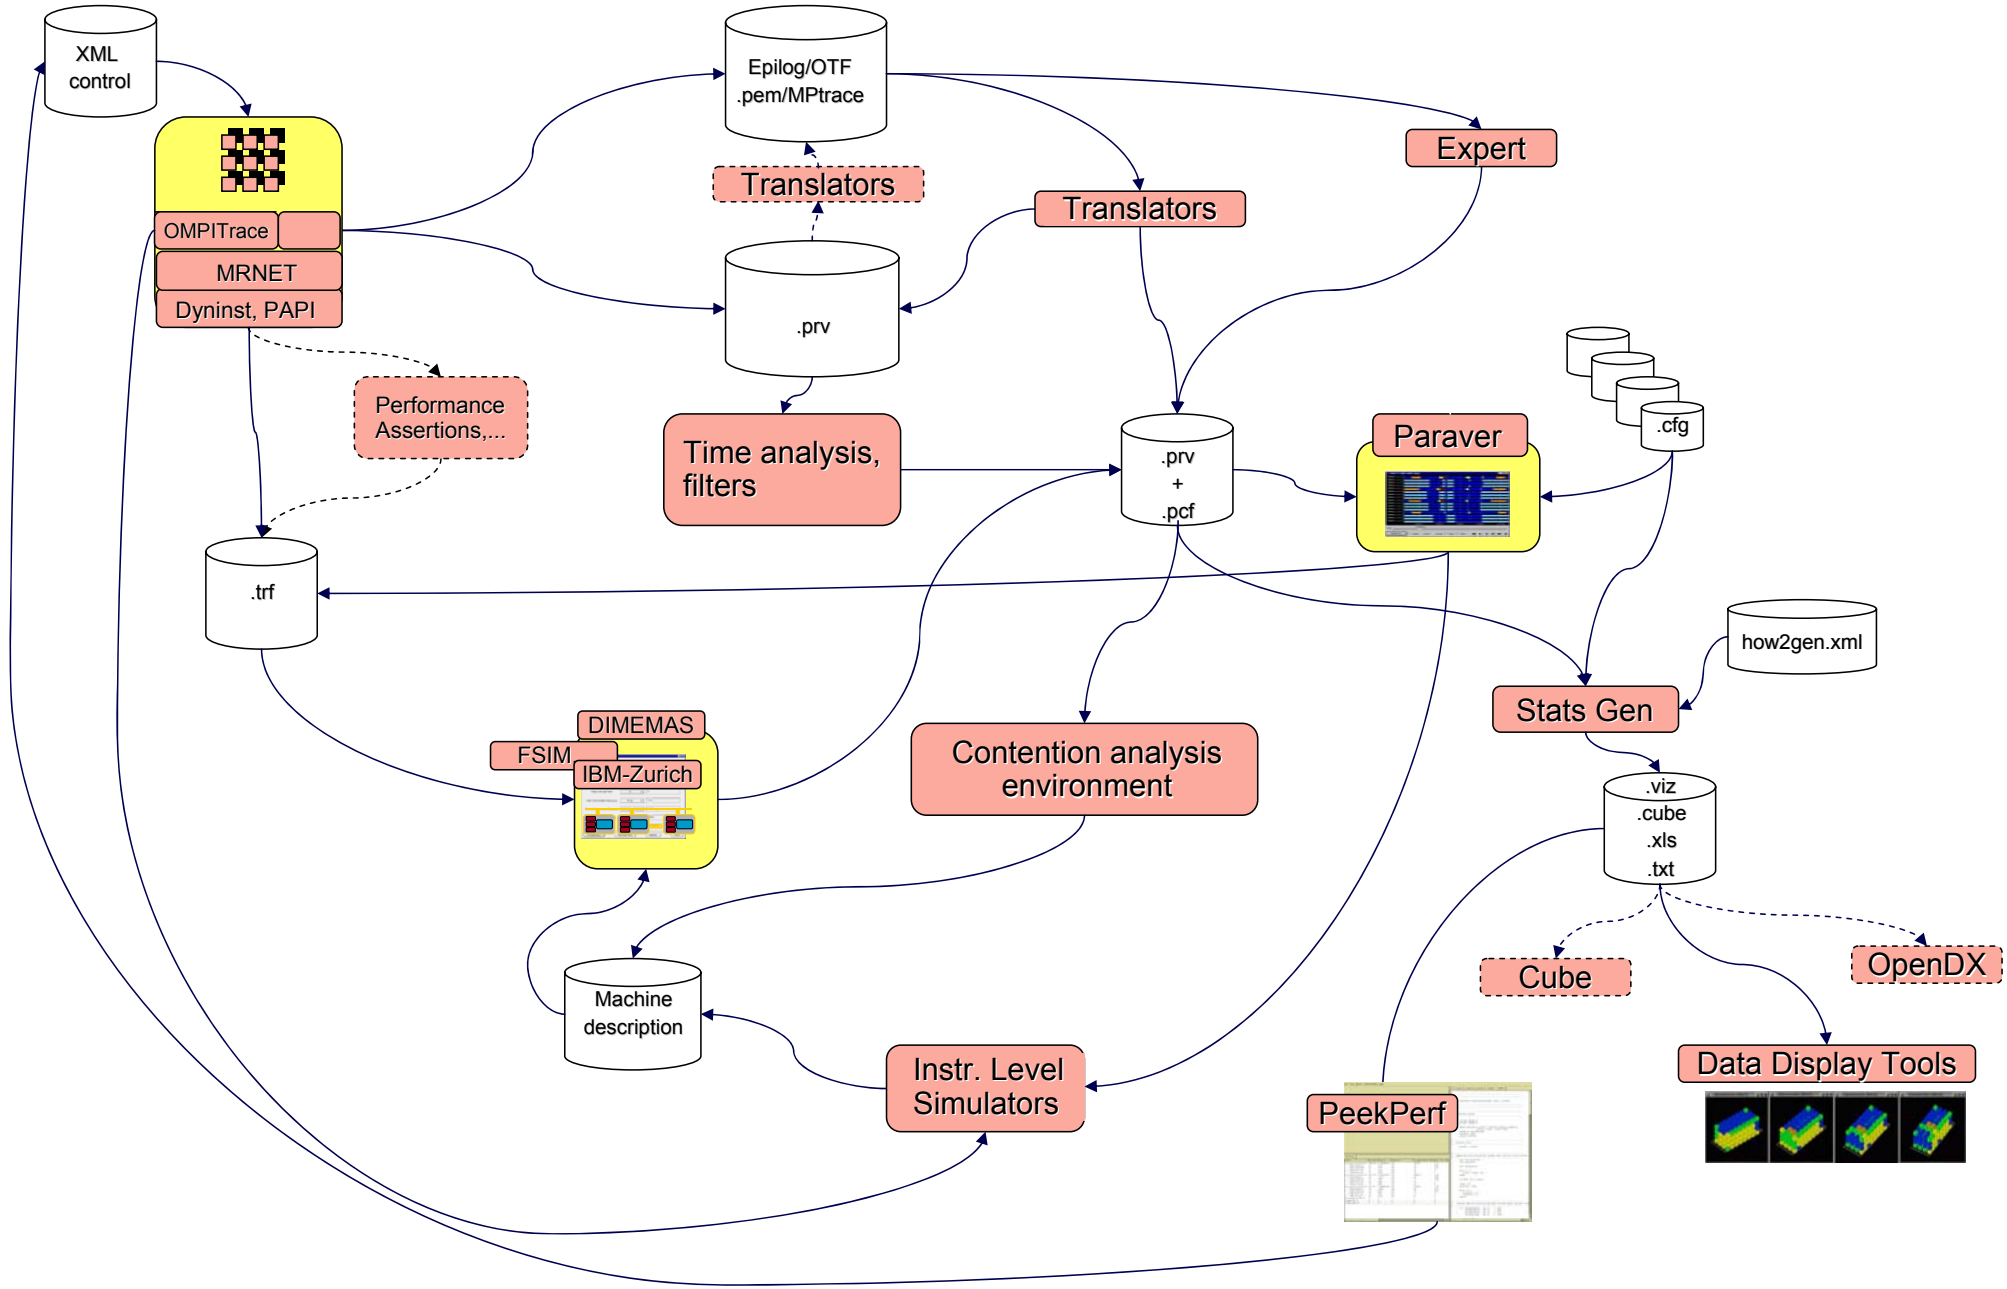 XML
control
Epilog/OTF
.pem/MPtrace
Expert
Translators
Translators
OMPITrace
MRNET
Dyninst, PAPI
.prv
Performance
Assertions,...
Time analysis,
filters
.prv
+
.pcf
Paraver
.cfg
.trf
how2gen.xml
Stats Gen
DIMEMAS
FSIM
IBM-Zurich
Contention analysis
environment
.viz
.cube
.xls
.txt
Cube
OpenDX
Machine
description
Instr. Level
Simulators
Data Display Tools
PeekPerf